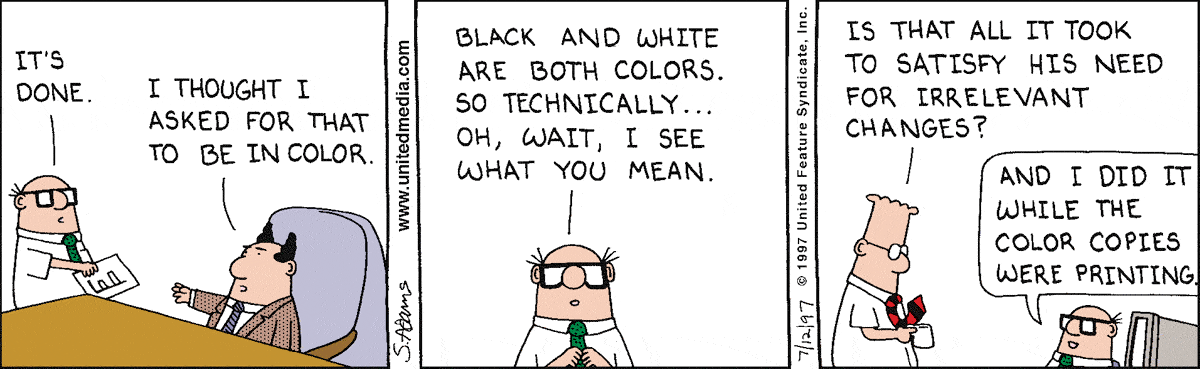 IT'S
DONE.
I THOUGHT I
ASKED FOR THAT
TO BE IN COLOR.
www.unitedmedia.com
S. Adams
BLACK AND WHITE
ARE BOTH COLORS.
SO TECHNICALLY...
OH, WAIT, I SEE
WHAT YOU MEAN.
© 1997 United Feature Syndicate, Inc.
7/12/97
IS THAT ALL IT TOOK
TO SATISFY HIS NEED
FOR IRRELEVANT
CHANGES?
AND I DID IT
WHILE THE
COLOR COPIES
WERE PRINTING.